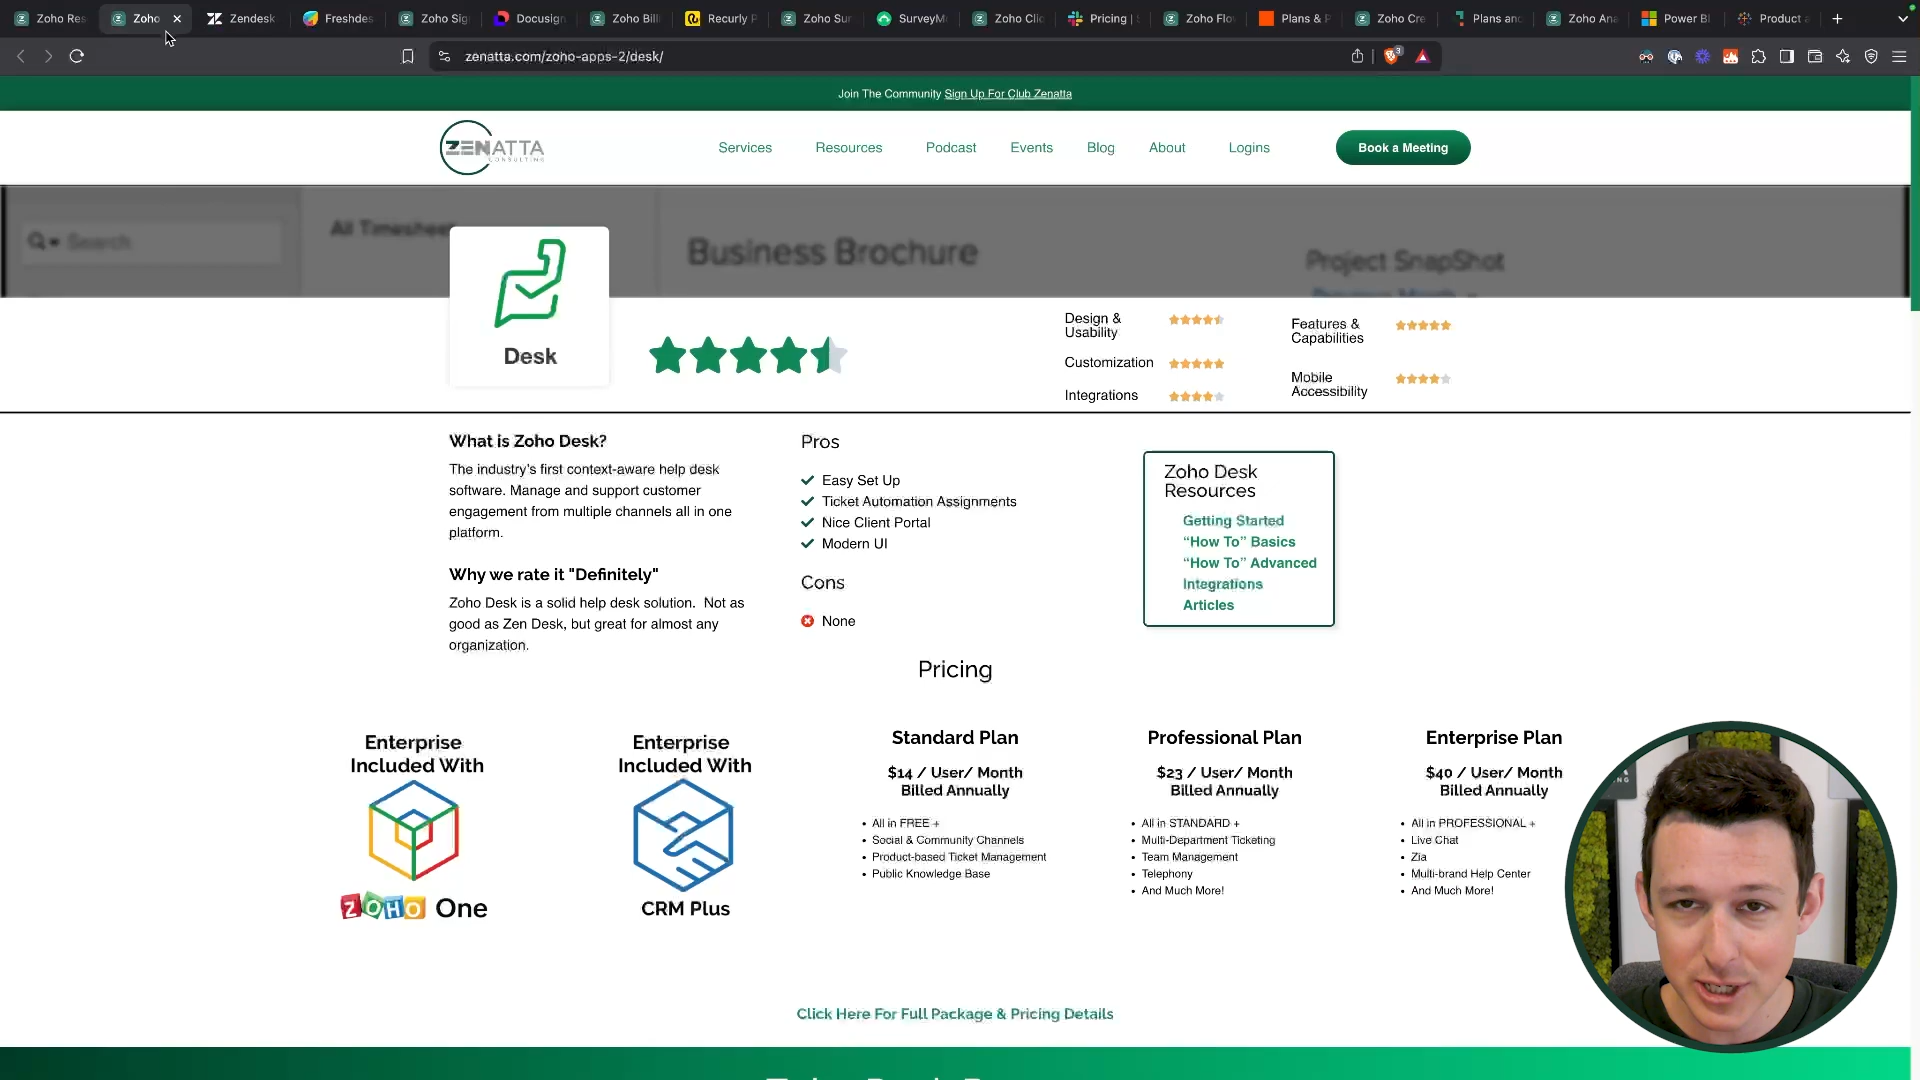 Zoho Res
Zoho
Zendesk
Freshdes
Zoho Sig
Docusign
Zoho Billi
Recurly P
Zoho Sur
SurveyM
Zoho Clic
Pricing |
Zoho Flo
Plans & P
Zoho Cre
Plans and
Zoho Ana
Power BI
Product a
zenatta.com/zoho-apps-2/desk/
3
Join The Community Sign Up For Club Zenatta
ZENATTA
CONSULTING
Services
Resources
Podcast
Events
Blog
About
Logins
Book a Meeting
Search
All Timesheet
Business Brochure
Project SnapShot
Previous Month
Desk
Design &
Usability
Customization
Integrations
Features &
Capabilities
Mobile
Accessibility
What is Zoho Desk?
The industry's first context-aware help desk
software. Manage and support customer
engagement from multiple channels all in one
platform.
Why we rate it "Definitely"
Zoho Desk is a solid help desk solution.  Not as
good as Zen Desk, but great for almost any
organization.
Pros
Easy Set Up
Ticket Automation Assignments
Nice Client Portal
Modern UI
Cons
None
Zoho Desk
Resources
Getting Started
“How To” Basics
“How To” Advanced
Integrations
Articles
Pricing
Enterprise
Included With
ZOHO One
Enterprise
Included With
CRM Plus
Standard Plan
$14 / User/ Month
Billed Annually
• All in FREE +
• Social & Community Channels
• Product-based Ticket Management
• Public Knowledge Base
Professional Plan
$23 / User/ Month
Billed Annually
• All in STANDARD +
• Multi-Department Ticketing
• Team Management
• Telephony
• And Much More!
Enterprise Plan
$40 / User/ Month
Billed Annually
• All in PROFESSIONAL +
• Live Chat
• Zia
• Multi-brand Help Center
• And Much More!
Click Here For Full Package & Pricing Details